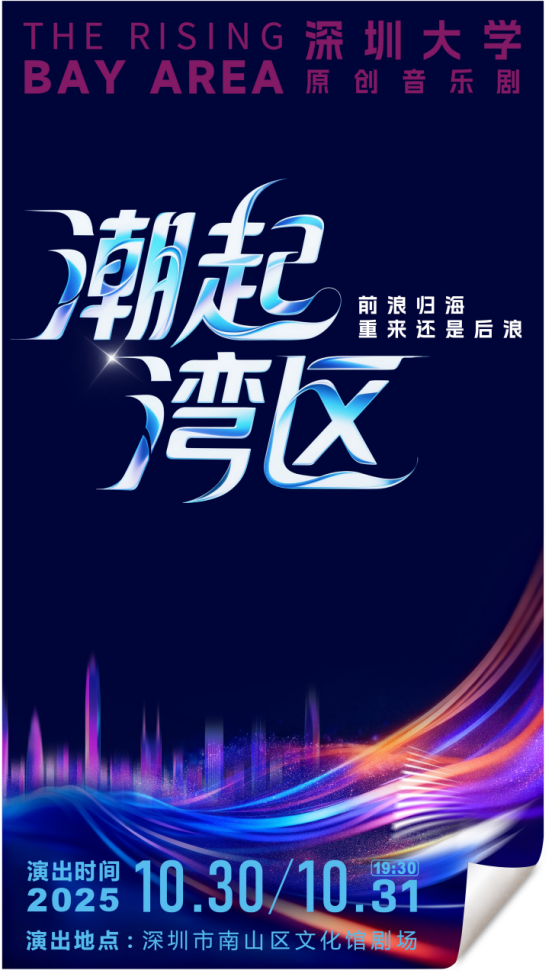 THE RISING
BAY AREA
深圳大学
原创音乐剧
潮起
湾区
前浪归海
重来还是后浪
演出时间
2025
10.30/10.31
19:30
演出地点:深圳市南山区文化馆剧场